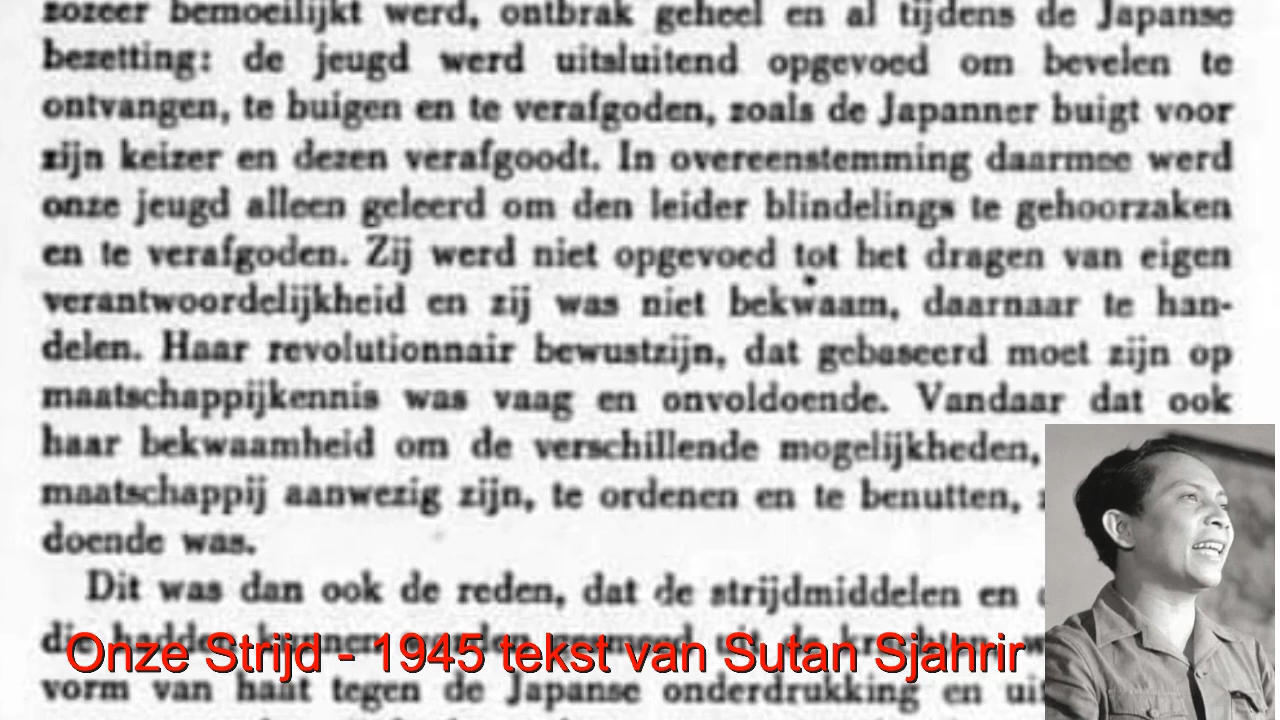 zozeer bemoeilijkt werd, ontbrak geheel en al tijdens de Japanse
bezetting: de jeugd werd uitsluitend opgevoed om bevelen te
ontvangen, te buigen en te verafgoden, zoals de Japanner buigt voor
zijn keizer en dezen verafgoodt. In overeenstemming daarmee werd
onze jeugd alleen geleerd om den leider blindelings te gehoorzaken
en te verafgoden. Zij werd niet opgevoed tot het dragen van eigen
verantwoordelijkheid en zij was niet bekwaam, daarnaar te han-
delen. Haar revolutionnair bewustzijn, dat gebaseerd moet zijn op
maatschappijkennis was vaag en onvoldoende. Vandaar dat ook
haar bekwaamheid om de verschillende mogelijkheden,
maatschappij aanwezig zijn, te ordenen en te benutten,
doende was.
Dit was dan ook de reden, dat de strijdmiddelen en
Onze Strijd - 1945 tekst van Sutan Sjahrir
vorm van haat tegen de Japanse onderdrukking en